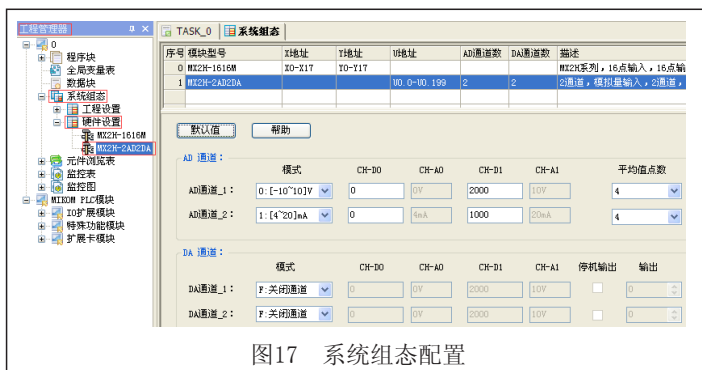 工程管理器
TASK_0 系统组态
0
程序块
全局变量表
数据块
系统组态
工程设置
硬件设置
MX2H-1616M
MX2H-2AD2DA
元件浏览表
监控表
监控图
MIKOM PLC模块
IO扩展模块
特殊功能模块
扩展卡模块
序号 模块型号 X地址 Y地址 U地址 AD通道数 DA通道数 描述
0 MX2H-1616M X0-X17 Y0-Y17 MX2H系列，16点输入，16点输
1 MX2H-2AD2DA U0.0-U0.199 2 2 2通道，模拟量输入，2通道，
默认值 帮助
AD 通道：
模式 CH-D0 CH-A0 CH-D1 CH-A1 平均值点数
AD通道_1： 0:[-10~10]V 0 0V 2000 10V 4
AD通道_2： 1:[4~20]mA 0 4mA 1000 20mA 4
DA 通道：
模式 CH-D0 CH-A0 CH-D1 CH-A1 停机输出 输出
DA通道_1： F:关闭通道 0 0V 2000 10V 0
DA通道_2： F:关闭通道 0 0V 2000 10V 0
图17 系统组态配置